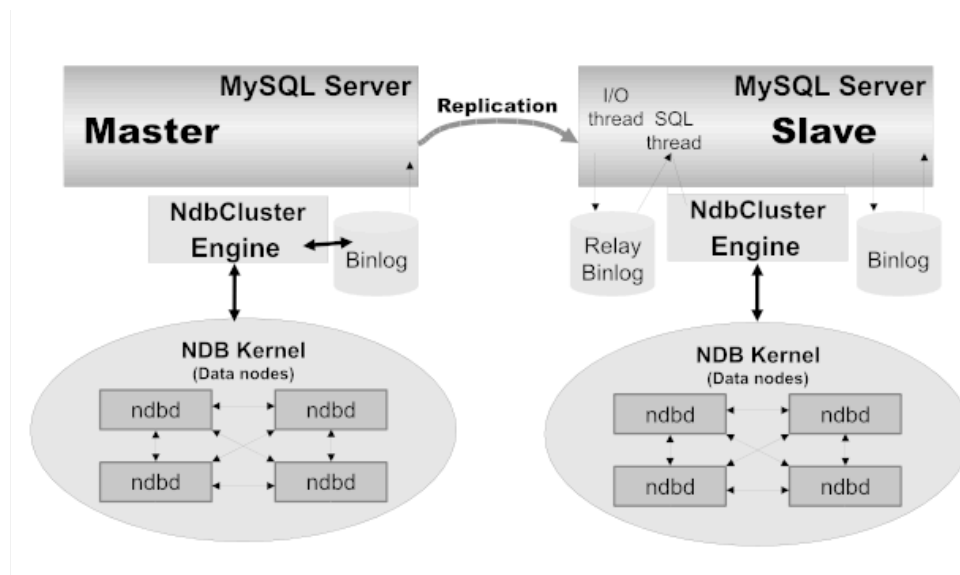 MySQL Server
Master
Replication
MySQL Server
I/O
thread
SQL
thread
Slave
NdbCluster
Engine
Binlog
Relay
Binlog
NdbCluster
Engine
Binlog
NDB Kernel
(Data nodes)
ndbd
ndbd
ndbd
ndbd
NDB Kernel
(Data nodes)
ndbd
ndbd
ndbd
ndbd